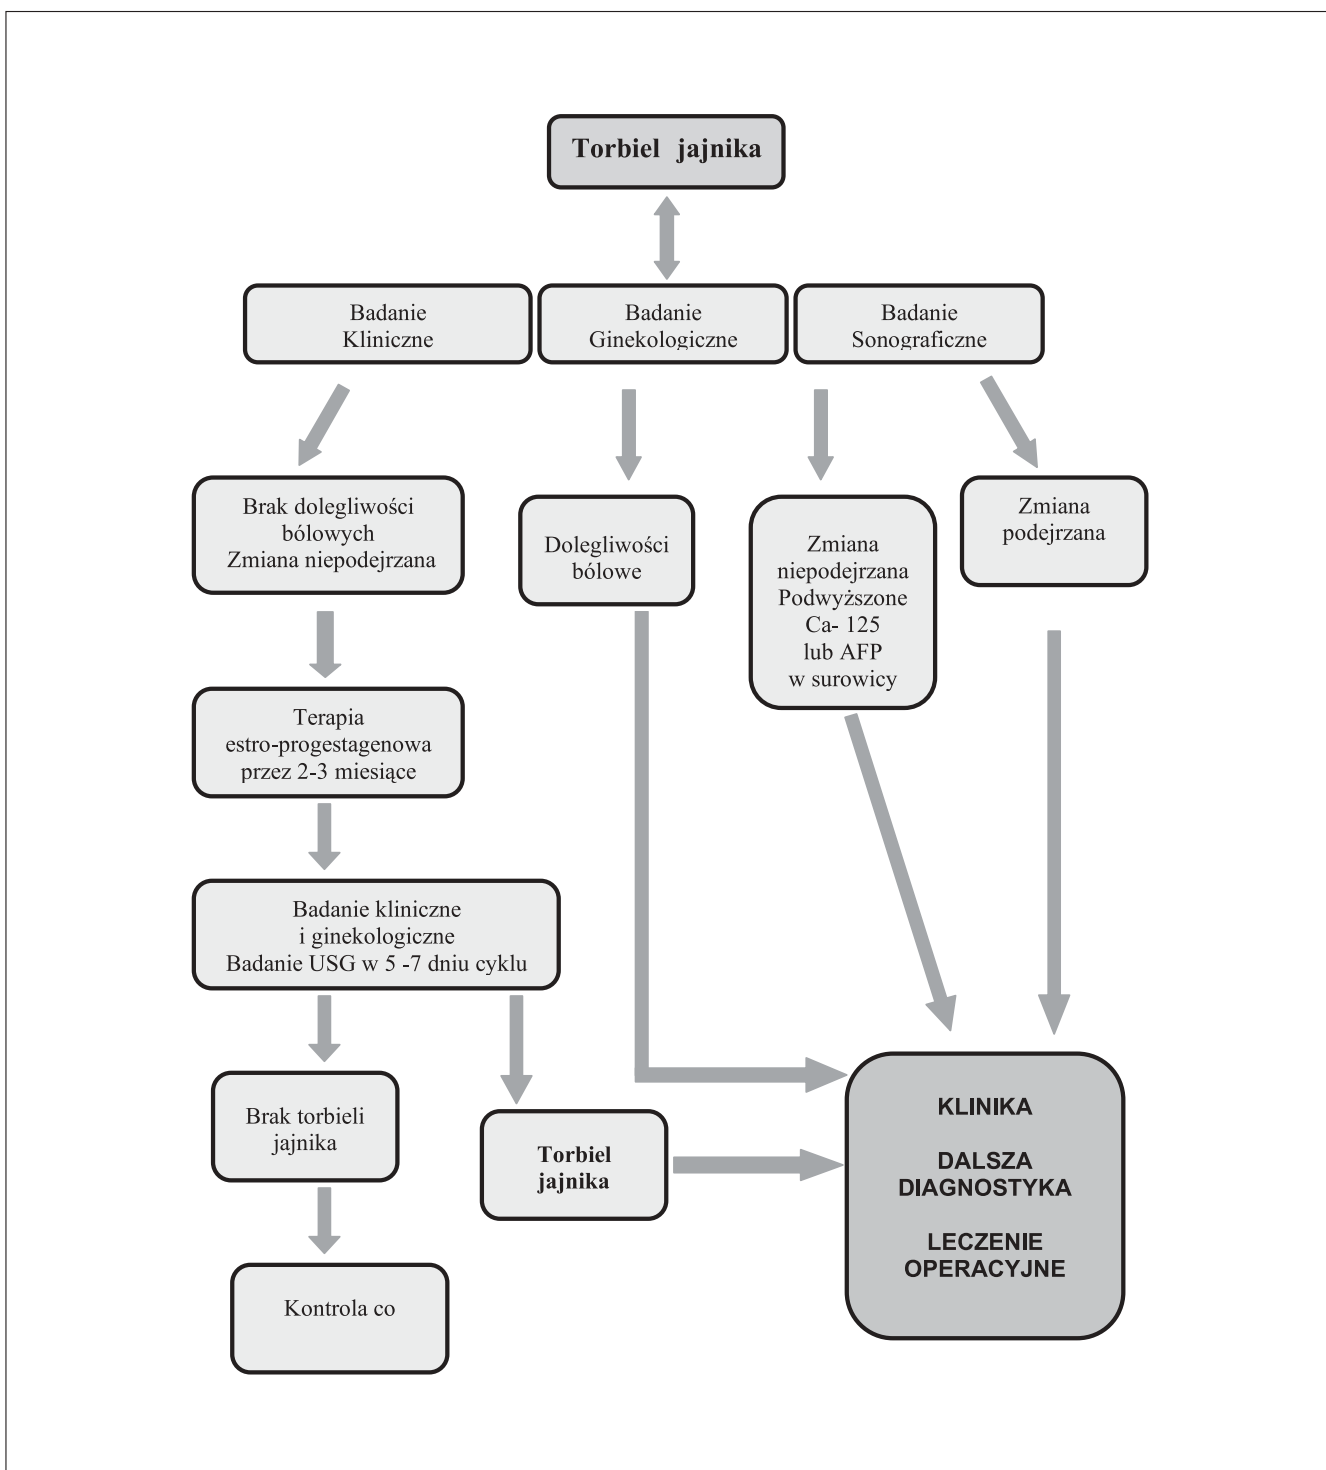 Torbiel jajnika
Badanie
Kliniczne
Badanie
Ginekologiczne
Badanie
Sonograficzne
Brak dolegliwości
bólowych
Zmiana niepodejrzana
Dolegliwości
bólowe
Zmiana
niepodejrzana
Podwyższone
Ca- 125
lub AFP
w surowicy
Zmiana
podejrzana
Terapia
estro-progestagenowa
przez 2-3 miesiące
Badanie kliniczne
i ginekologiczne
Badanie USG w 5 -7 dniu cyklu
Brak torbieli
jajnika
Torbiel
jajnika
KLINIKA
DALSZA
DIAGNOSTYKA
LECZENIE
OPERACYJNE
Kontrola co